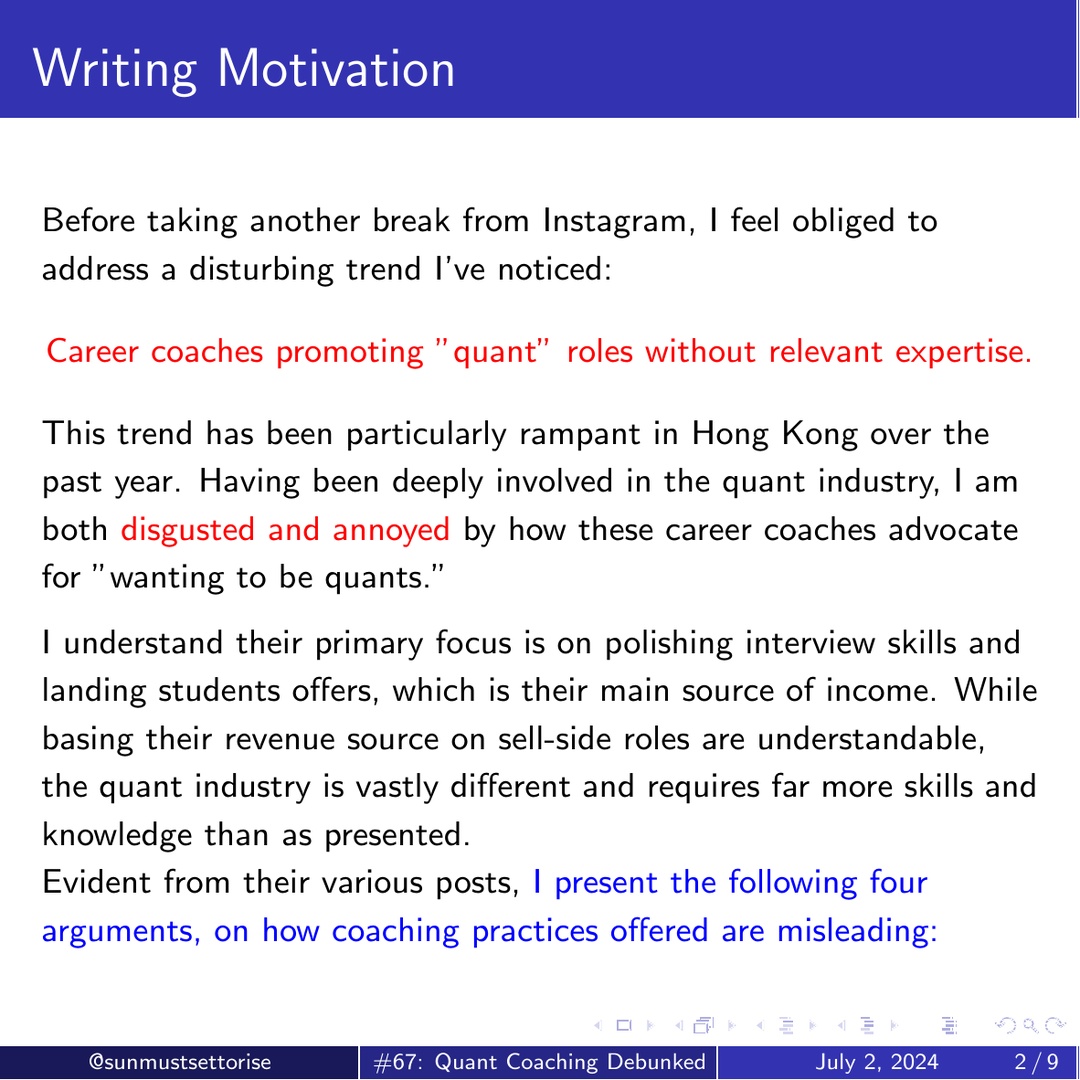 Writing Motivation
Before taking another break from Instagram, I feel obliged to
address a disturbing trend I've noticed:
Career coaches promoting ”quant” roles without relevant expertise.
This trend has been particularly rampant in Hong Kong over the
past year. Having been deeply involved in the quant industry, I am
both disgusted and annoyed by how these career coaches advocate
for ”wanting to be quants.”
I understand their primary focus is on polishing interview skills and
landing students offers, which is their main source of income. While
basing their revenue source on sell-side roles are understandable,
the quant industry is vastly different and requires far more skills and
knowledge than as presented.
Evident from their various posts, I present the following four
arguments, on how coaching practices offered are misleading:
@sunmustsettorise #67: Quant Coaching Debunked July 2, 2024 2 / 9